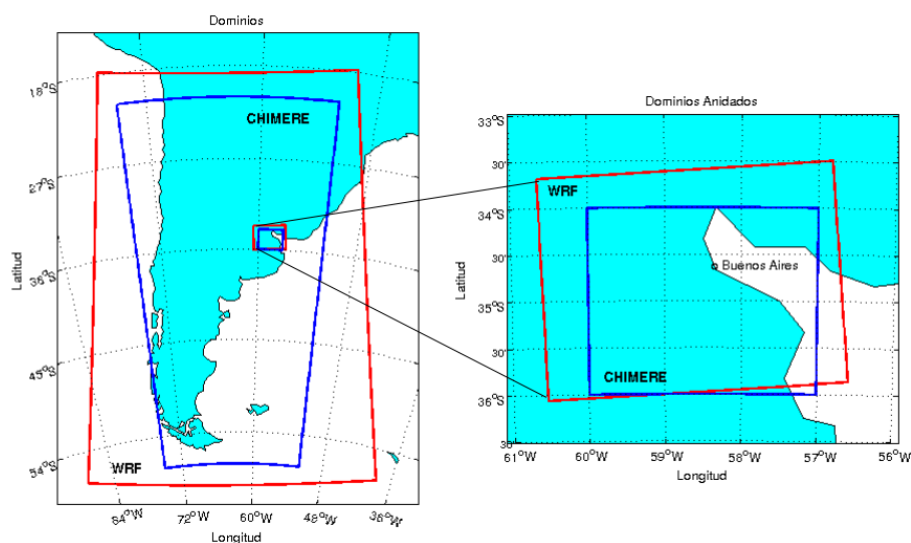 Dominios
18°S
27°S
36°S
45°S
54°S
Latitud
CHIMERE
WRF
84°W
72°W
60°W
48°W
36°W
Longitud
Dominios Anidados
33°S
30°S
34°S
30°S
35°S
30°S
36°S
30
Latitud
WRF
Buenos Aires
CHIMERE
61°W
60°W
59°W
58°W
57°W
56°W
Longitud